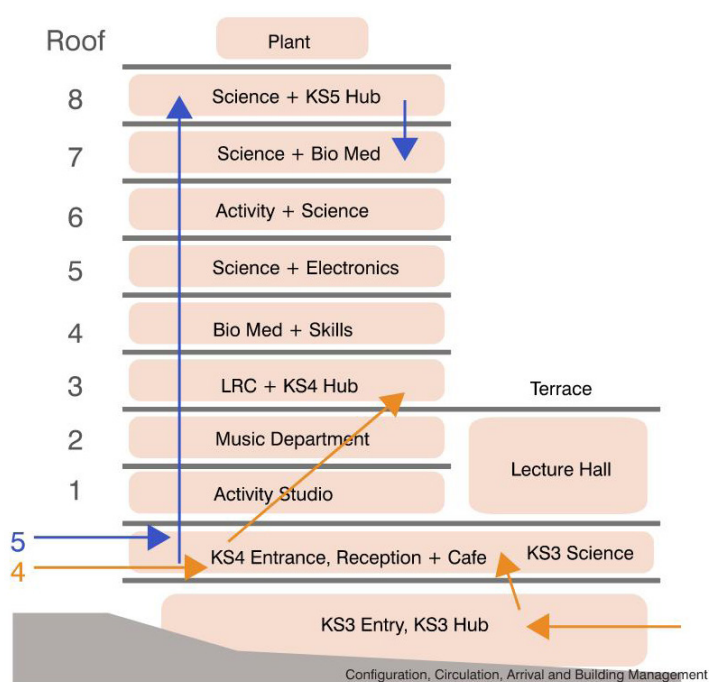 Roof
Plant
8
Science + KS5 Hub
7
Science + Bio Med
6
Activity + Science
5
Science + Electronics
4
Bio Med + Skills
3
LRC + KS4 Hub
Terrace
2
Music Department
Lecture Hall
1
Activity Studio
5
KS4 Entrance, Reception + Cafe
KS3 Science
4
KS3 Entry, KS3 Hub
Configuration, Circulation, Arrival and Building Management